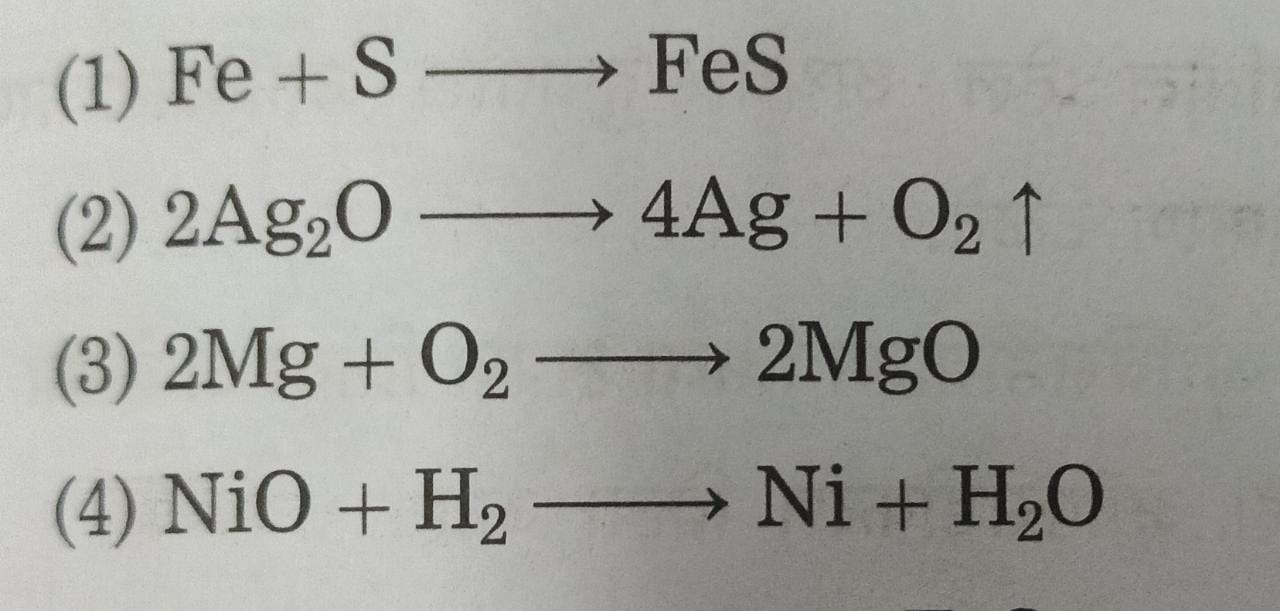 (1) Fe + S ⟶ FeS
(2) 2Ag₂O ⟶ 4Ag + O₂ ↑
(3) 2Mg + O₂ ⟶ 2MgO
(4) NiO + H₂ ⟶ Ni + H₂O